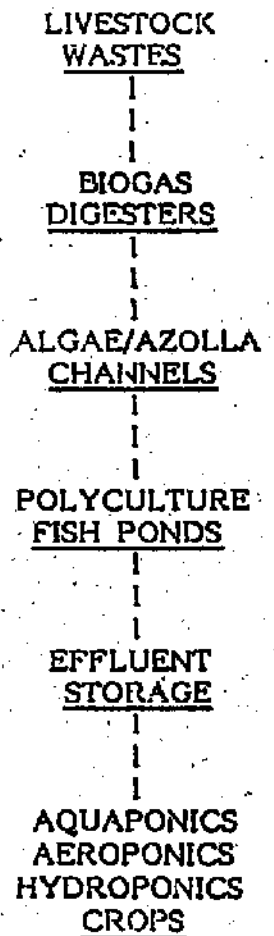 LIVESTOCK
WASTES
BIOGAS
DIGESTERS
ALGAE/AZOLLA
CHANNELS
POLYCULTURE
FISH PONDS
EFFLUENT
STORAGE
AQUAPONICS
AEROPONICS
HYDROPONICS
CROPS